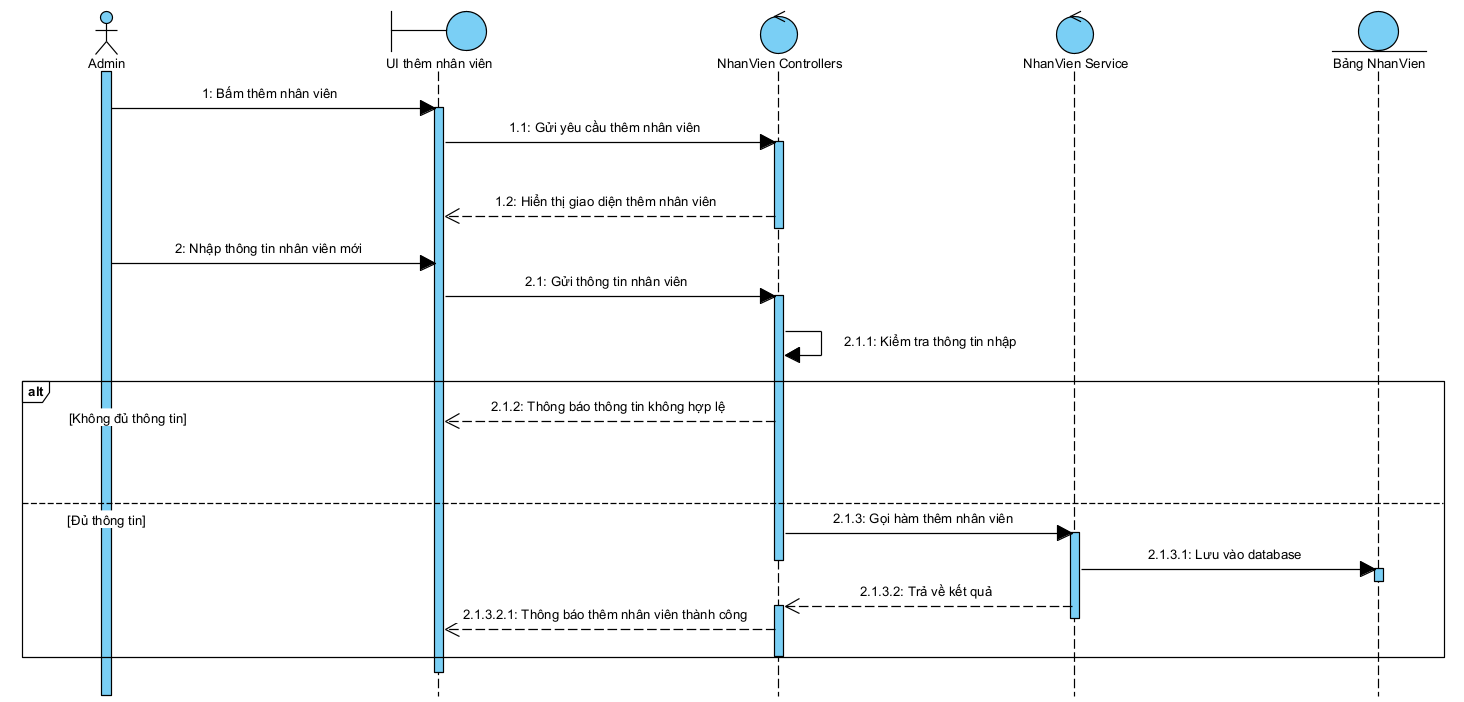 Admin
UI thêm nhân viên
NhanVien Controllers
NhanVien Service
Bảng NhanVien
1: Bấm thêm nhân viên
1.1: Gửi yêu cầu thêm nhân viên
1.2: Hiển thị giao diện thêm nhân viên
2: Nhập thông tin nhân viên mới
2.1: Gửi thông tin nhân viên
2.1.1: Kiểm tra thông tin nhập
alt
[Không đủ thông tin]
2.1.2: Thông báo thông tin không hợp lệ
[Đủ thông tin]
2.1.3: Gọi hàm thêm nhân viên
2.1.3.1: Lưu vào database
2.1.3.2: Trả về kết quả
2.1.3.2.1: Thông báo thêm nhân viên thành công